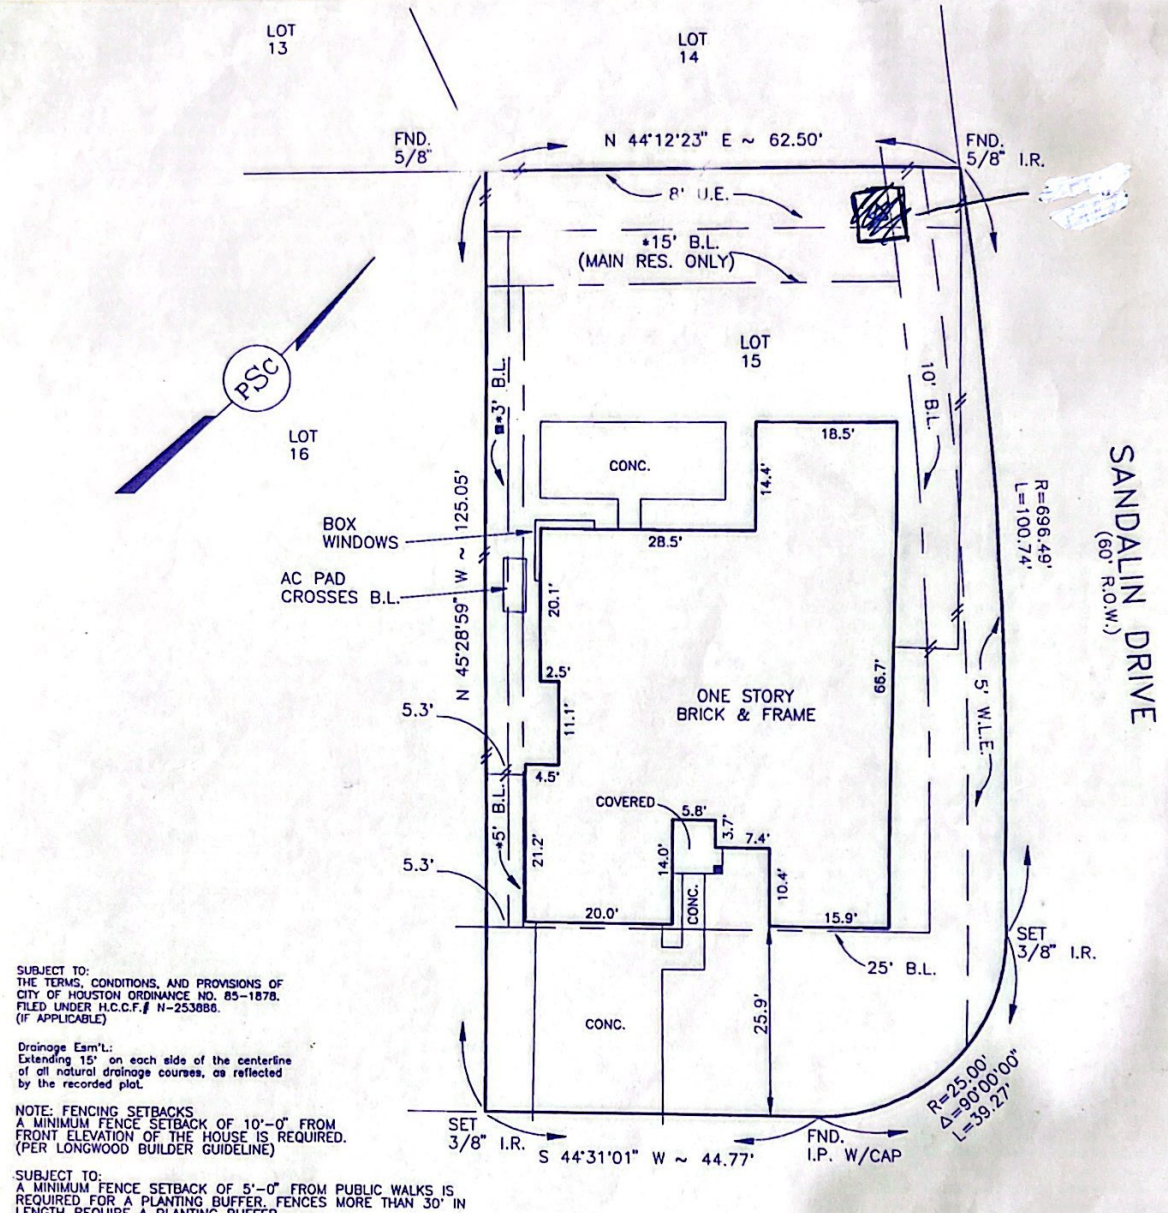 LOT
13
LOT
14
FND.
5/8"
N 44°12'23" E ~ 62.50'
FND.
5/8" I.R.
8' U.E.
*15' B.L.
(MAIN RES. ONLY)
LOT
15
PSC
LOT
16
3' B.L.
10' B.L.
CONC.
18.5'
14.4'
28.5'
BOX
WINDOWS
AC PAD
CROSSES B.L.
N 45°28'59" W ~ 125.05'
20.1'
2.5'
11.1'
4.5'
5.3'
ONE STORY
BRICK & FRAME
66.7'
R=696.49'
L=100.74'
SANDALIN DRIVE
(60' R.O.W.)
5' W.L.E.
COVERED
5.8'
3.7'
7.4'
*5' B.L.
21.2'
14.0'
10.4'
CONC.
5.3'
20.0'
15.9'
25' B.L.
SET
3/8" I.R.
25.9'
CONC.
R=25.00'
Δ=90°00'00"
L=39.27'
SET
3/8" I.R.
S 44°31'01" W ~ 44.77'
FND.
I.P. W/CAP
SUBJECT TO:
THE TERMS, CONDITIONS, AND PROVISIONS OF
CITY OF HOUSTON ORDINANCE NO. 85-1878.
FILED UNDER H.C.C.F.# N-253886.
(IF APPLICABLE)
Drainage Esm't.:
Extending 15' on each side of the centerline
of all natural drainage courses, as reflected
by the recorded plat.
NOTE: FENCING SETBACKS
A MINIMUM FENCE SETBACK OF 10'-0" FROM
FRONT ELEVATION OF THE HOUSE IS REQUIRED.
(PER LONGWOOD BUILDER GUIDELINE)
SUBJECT TO:
A MINIMUM FENCE SETBACK OF 5'-0" FROM PUBLIC WALKS IS
REQUIRED FOR A PLANTING BUFFER. FENCES MORE THAN 30' IN
LENGTH REQUIRE A PLANTING BUFFER